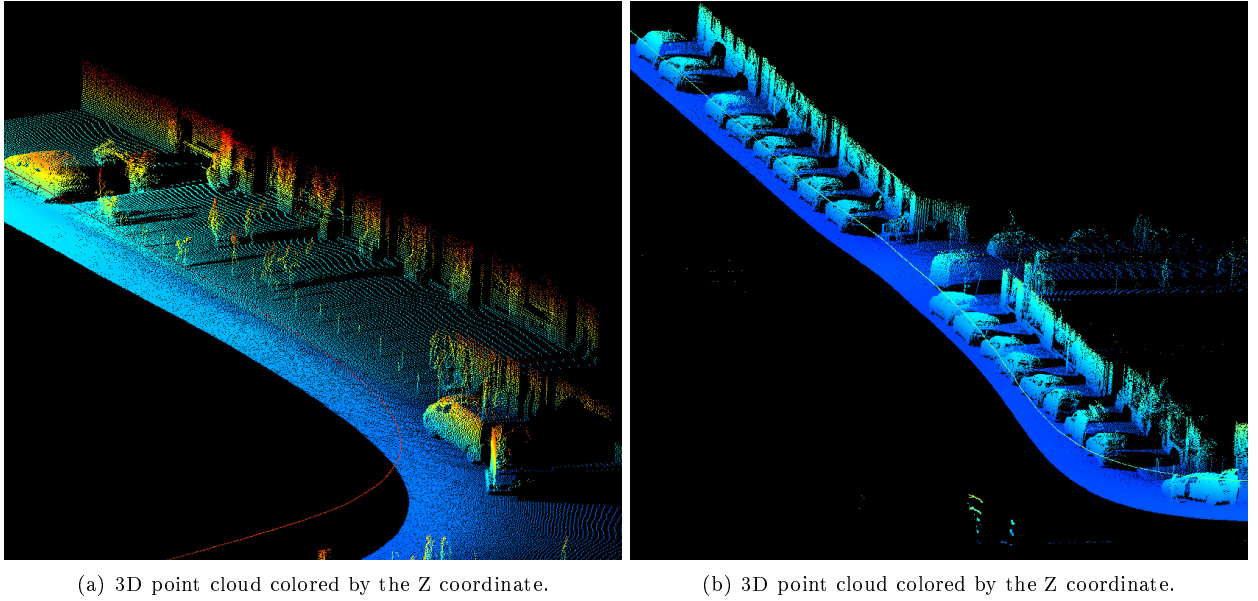 (a) 3D point cloud colored by the Z coordinate.
(b) 3D point cloud colored by the Z coordinate.